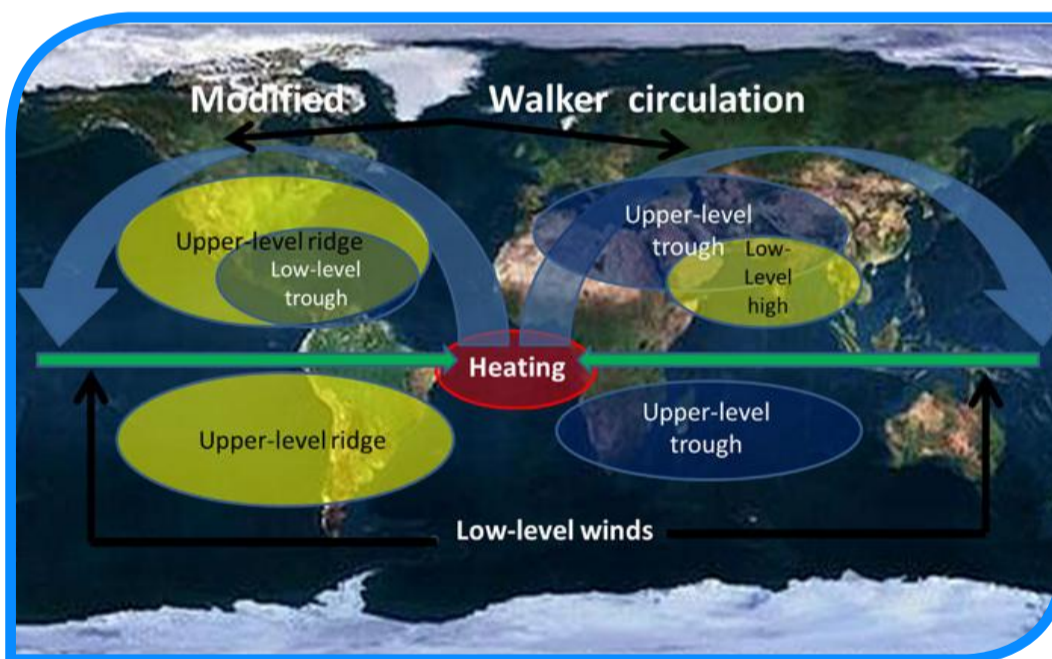 Modified Walker circulation
Upper-level ridge
Low-level
trough
Upper-level
trough
Low-
Level
high
Heating
Upper-level ridge
Upper-level
trough
Low-level winds